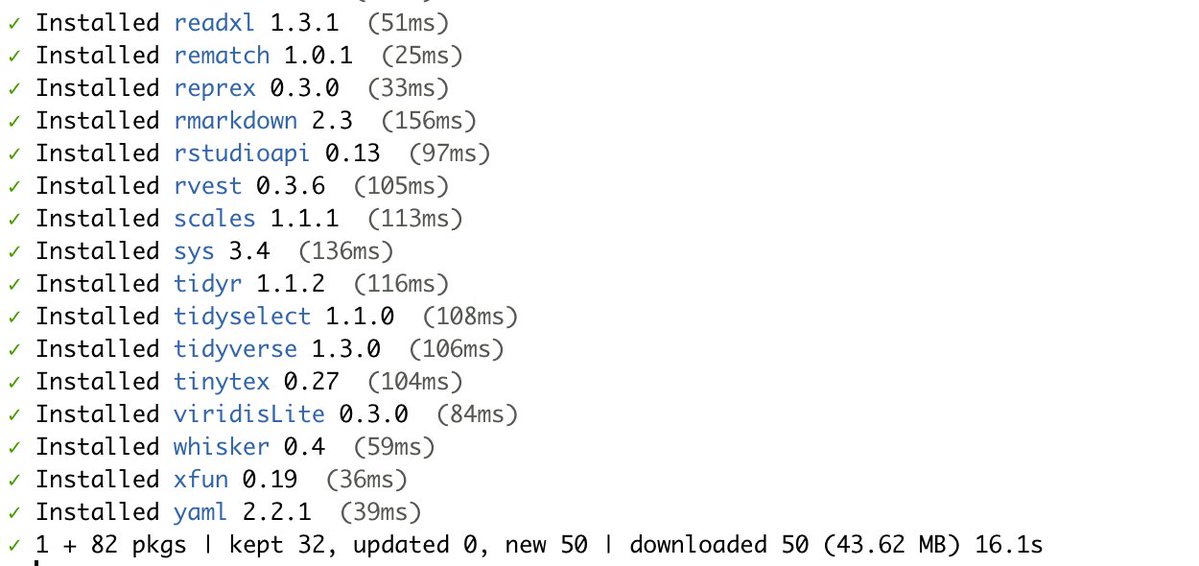 ✓ Installed readxl 1.3.1 (51ms)
✓ Installed rematch 1.0.1 (25ms)
✓ Installed reprex 0.3.0 (33ms)
✓ Installed rmarkdown 2.3 (156ms)
✓ Installed rstudioapi 0.13 (97ms)
✓ Installed rvest 0.3.6 (105ms)
✓ Installed scales 1.1.1 (113ms)
✓ Installed sys 3.4 (136ms)
✓ Installed tidyr 1.1.2 (116ms)
✓ Installed tidyselect 1.1.0 (108ms)
✓ Installed tidyverse 1.3.0 (106ms)
✓ Installed tinytex 0.27 (104ms)
✓ Installed viridisLite 0.3.0 (84ms)
✓ Installed whisker 0.4 (59ms)
✓ Installed xfun 0.19 (36ms)
✓ Installed yaml 2.2.1 (39ms)
✓ 1 + 82 pkgs | kept 32, updated 0, new 50 | downloaded 50 (43.62 MB) 16.1s